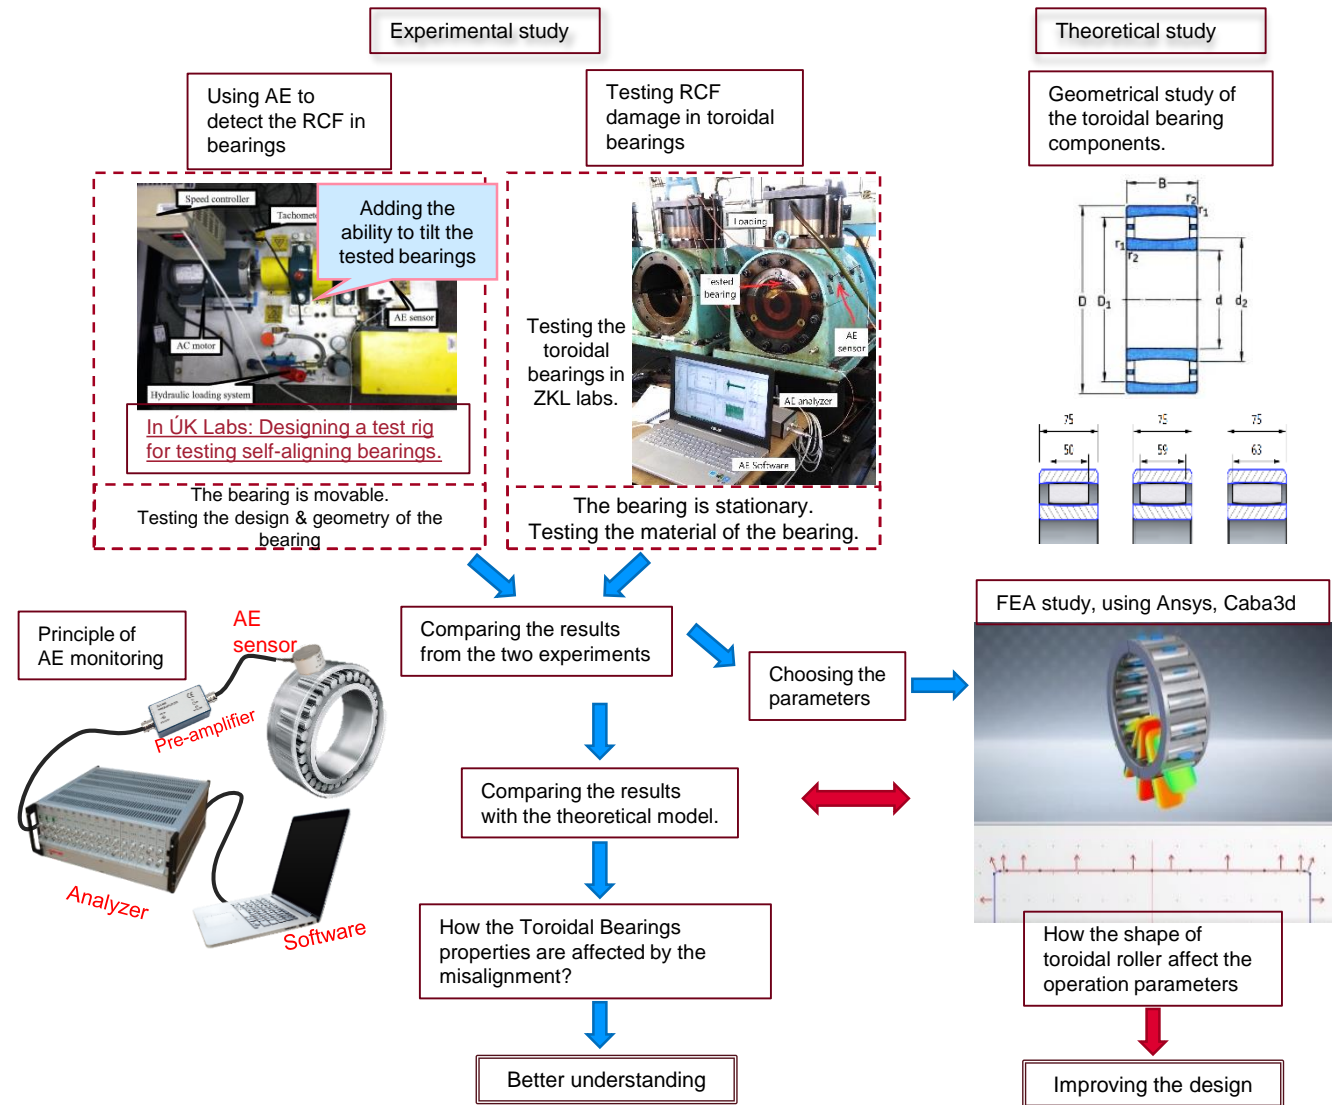 Experimental study
Theoretical study
Using AE to
detect the RCF in
bearings
Testing RCF
damage in toroidal
bearings
Geometrical study of
the toroidal bearing
components.
Speed controller
Tachomete
Adding the
ability to tilt the
tested bearings
AE sensor
AC motor
Hydraulic loading system
In ÚK Labs: Designing a test rig
for testing self-aligning bearings.
The bearing is movable.
Testing the design & geometry of the
bearing
Testing the
toroidal
bearings in
ZKL labs.
Loading
Tested
bearing
AE
sensor
AE analyzer
AE Software
The bearing is stationary.
Testing the material of the bearing.
B
r2
r1
r1
r2
D
D1
d
d2
75
75
75
50
59
63
Principle of
AE monitoring
AE
sensor
Pre-amplifier
Analyzer
Software
Comparing the results
from the two experiments
Choosing the
parameters
FEA study, using Ansys, Caba3d
Comparing the results
with the theoretical model.
How the Toroidal Bearings
properties are affected by the
misalignment?
How the shape of
toroidal roller affect the
operation parameters
Better understanding
Improving the design